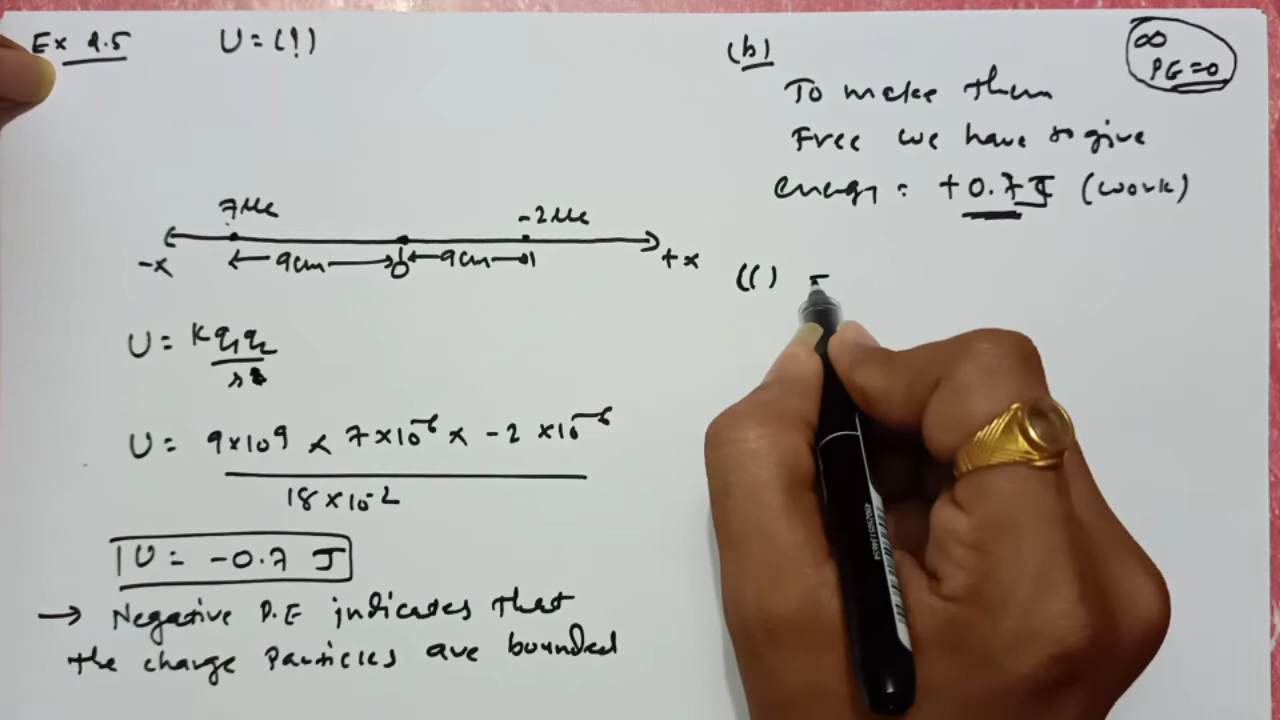 Ex 2.5
U = (?)
7μc
-2μc
-x
9cm
0
9cm
+x
U = kq₁q₂
r
U = 9×10⁹ × 7×10⁻⁶ × -2 ×10⁻⁶
18×10⁻²
U = -0.7 J
→ Negative P.E indicates that
the charge Particles are bounded
(b)
∞
PE=0
To make them
Free we have to give
energy = +0.7J (work)
(c)